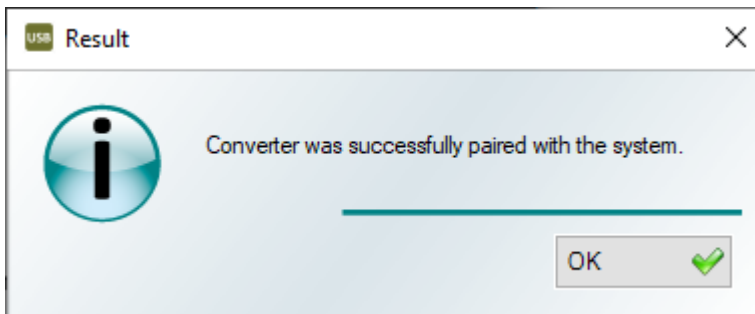 USB Result
Converter was successfully paired with the system.
OK